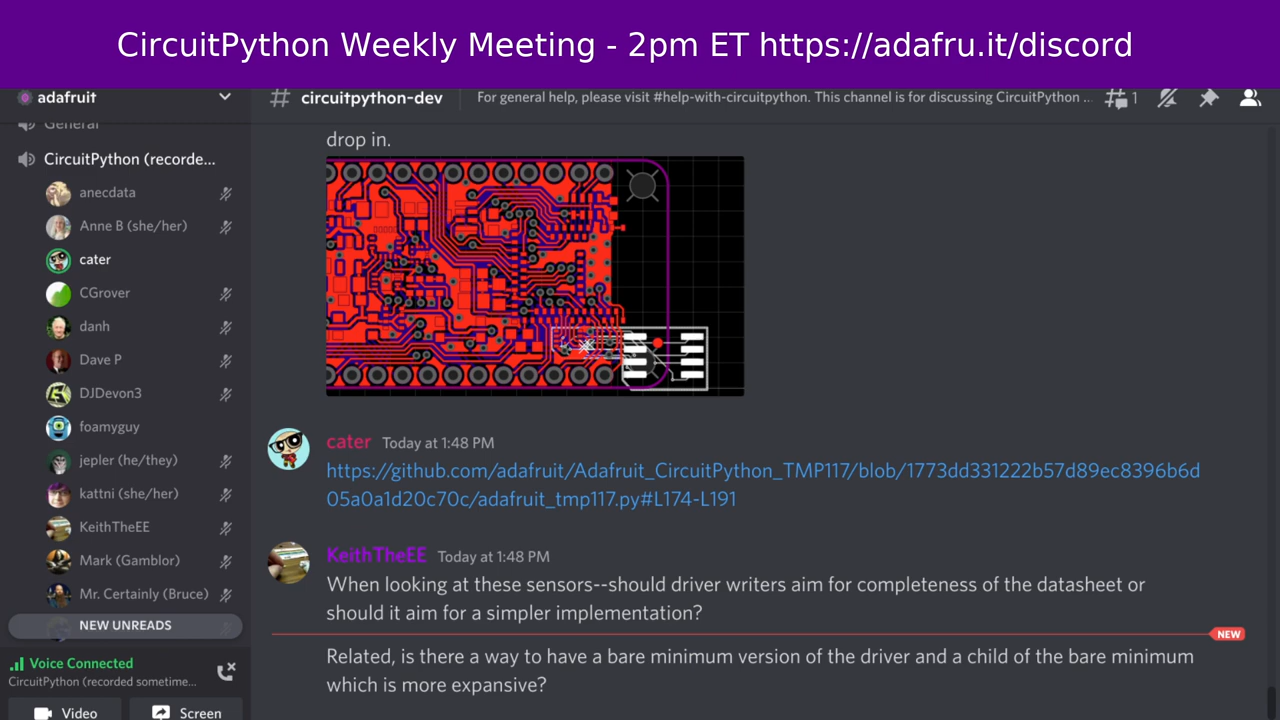 CircuitPython Weekly Meeting - 2pm ET https://adafru.it/discord
adafruit
General
CircuitPython (recorde...
anecdata
Anne B (she/her)
cater
CGrover
danh
Dave P
DJDevon3
foamyguy
jepler (he/they)
kattni (she/her)
KeithTheEE
Mark (Gamblor)
Mr. Certainly (Bruce)
NEW UNREADS
Voice Connected
CircuitPython (recorded sometime...
Video
Screen
# circuitpython-dev
For general help, please visit #help-with-circuitpython. This channel is for discussing CircuitPython ...
1
drop in.
cater Today at 1:48 PM
https://github.com/adafruit/Adafruit_CircuitPython_TMP117/blob/1773dd331222b57d89ec8396b6d
05a0a1d20c70c/adafruit_tmp117.py#L174-L191
KeithTheEE Today at 1:48 PM
When looking at these sensors--should driver writers aim for completeness of the datasheet or
should it aim for a simpler implementation?
NEW
Related, is there a way to have a bare minimum version of the driver and a child of the bare minimum
which is more expansive?